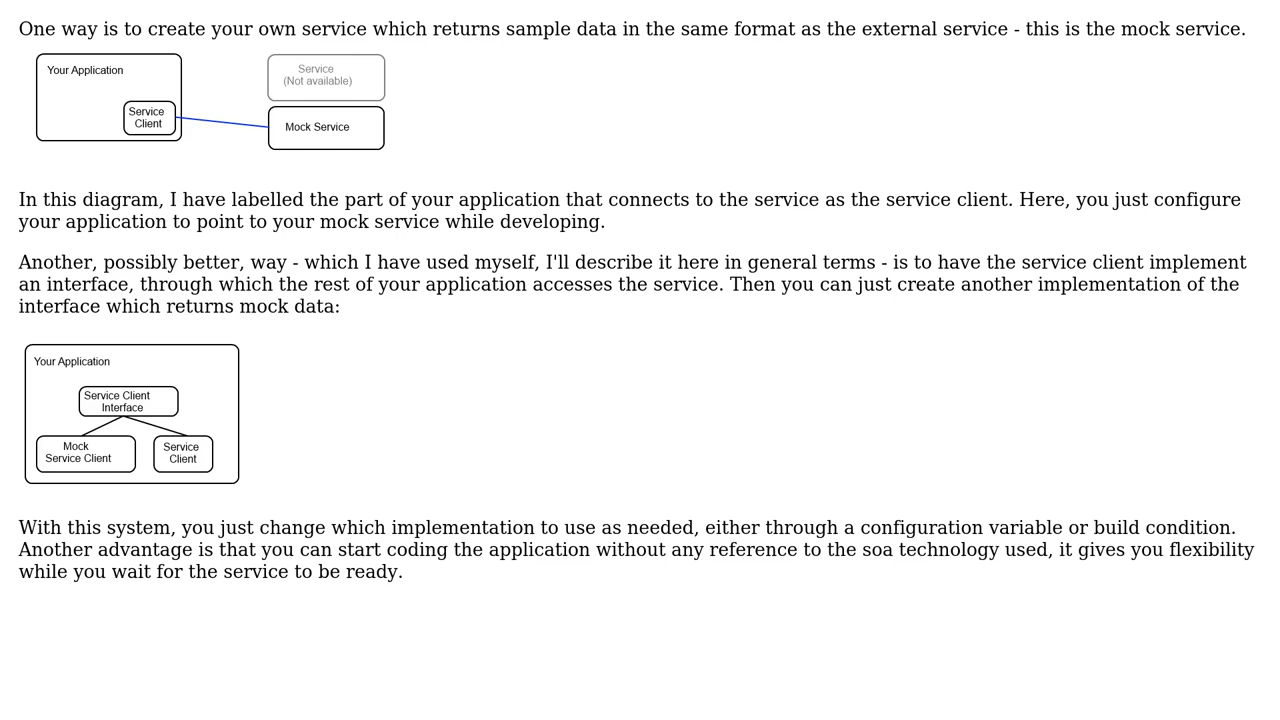 One way is to create your own service which returns sample data in the same format as the external service - this is the mock service.
Your Application
Service
(Not available)
Service
Client
Mock Service
In this diagram, I have labelled the part of your application that connects to the service as the service client. Here, you just configure
your application to point to your mock service while developing.
Another, possibly better, way - which I have used myself, I'll describe it here in general terms - is to have the service client implement
an interface, through which the rest of your application accesses the service. Then you can just create another implementation of the
interface which returns mock data:
Your Application
Service Client
Interface
Mock
Service Client
Service
Client
With this system, you just change which implementation to use as needed, either through a configuration variable or build condition.
Another advantage is that you can start coding the application without any reference to the soa technology used, it gives you flexibility
while you wait for the service to be ready.